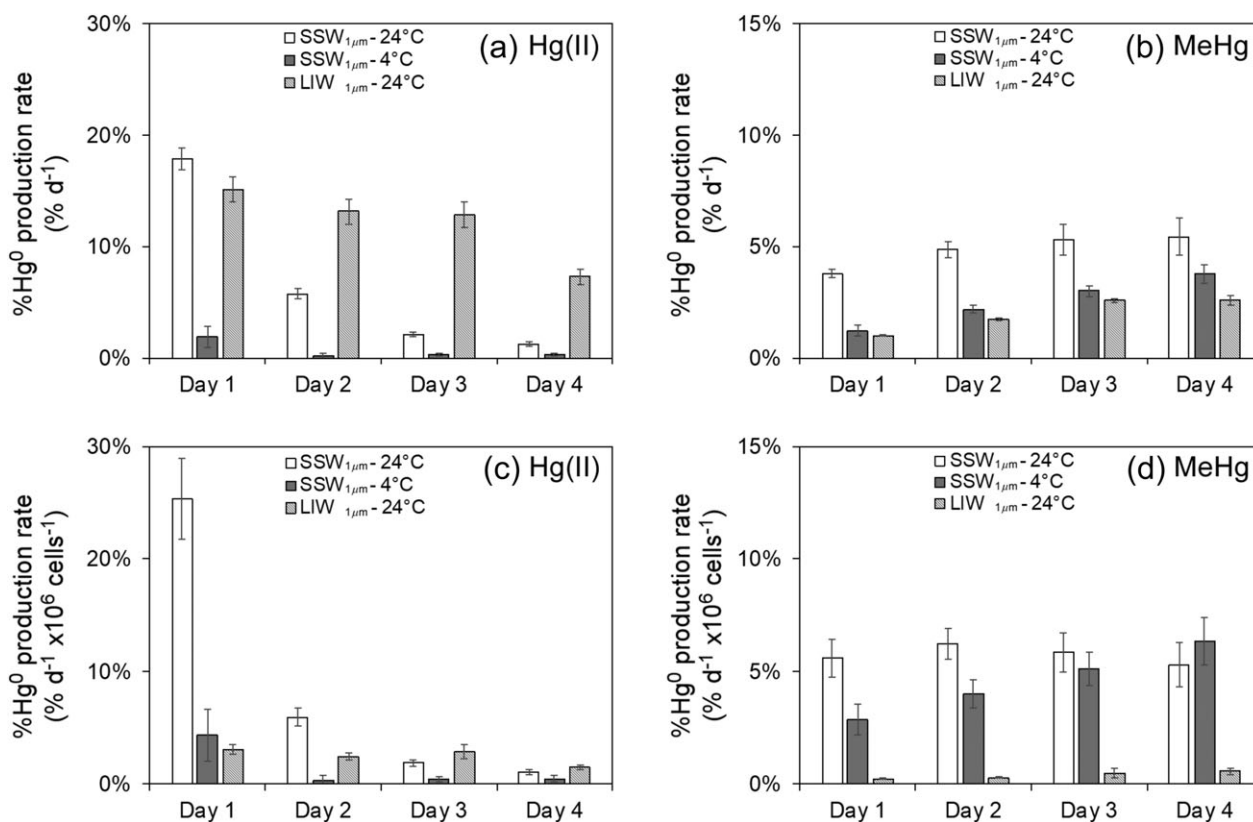 (a) Hg(II)
SSW1μm - 24°C
SSW1μm - 4°C
LIW 1μm - 24°C
%Hg⁰ production rate
(% d⁻¹)
30%
20%
10%
0%
Day 1 Day 2 Day 3 Day 4
(b) MeHg
SSW1μm - 24°C
SSW1μm - 4°C
LIW 1μm - 24°C
%Hg⁰ production rate
(% d⁻¹)
15%
10%
5%
0%
Day 1 Day 2 Day 3 Day 4
(c) Hg(II)
SSW1μm - 24°C
SSW1μm - 4°C
LIW 1μm - 24°C
%Hg⁰ production rate
(% d⁻¹ x10⁶ cells⁻¹)
30%
20%
10%
0%
Day 1 Day 2 Day 3 Day 4
(d) MeHg
SSW1μm - 24°C
SSW1μm - 4°C
LIW 1μm - 24°C
%Hg⁰ production rate
(% d⁻¹ x10⁶ cells⁻¹)
15%
10%
5%
0%
Day 1 Day 2 Day 3 Day 4